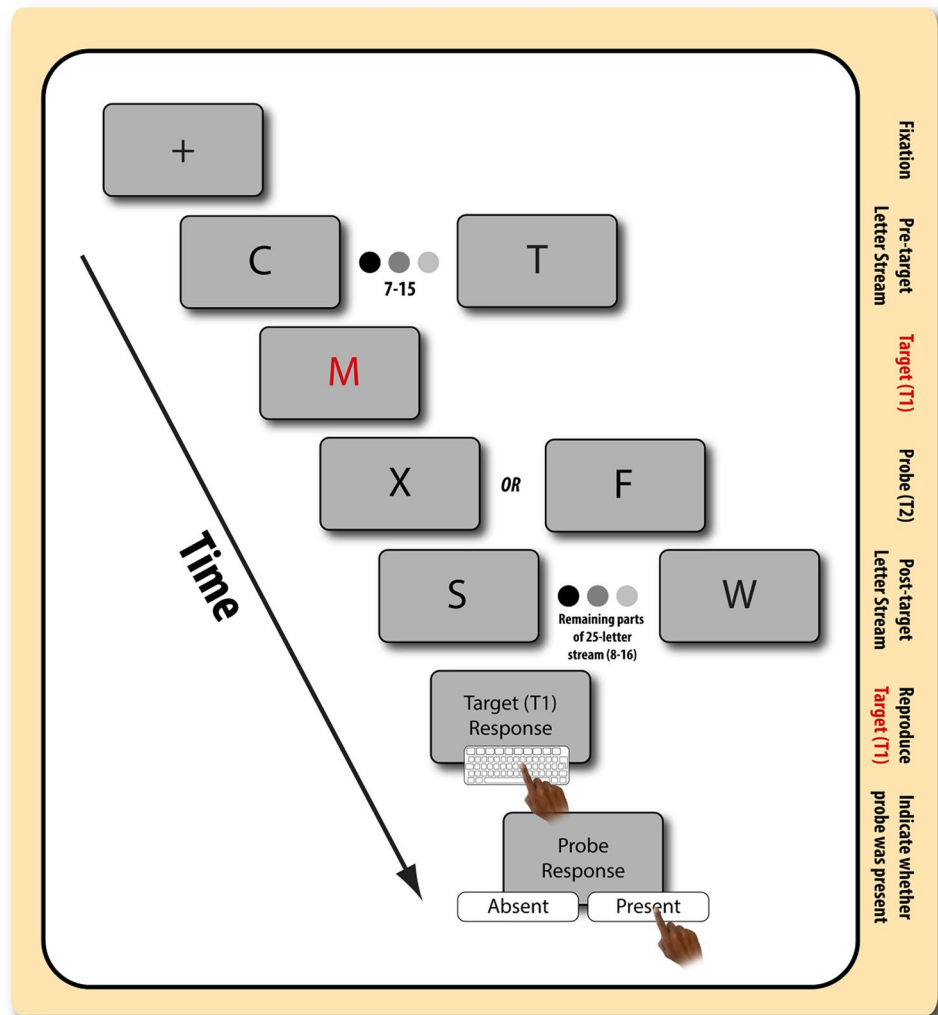 +
C
7-15
T
M
X
OR
F
S
Remaining parts
of 25-letter
stream (8-16)
W
Target (T1)
Response
Probe
Response
Absent
Present
Time
Fixation
Pre-target
Letter Stream
Target (T1)
Probe (T2)
Post-target
Letter Stream
Reproduce
Target (T1)
Indicate whether
probe was present